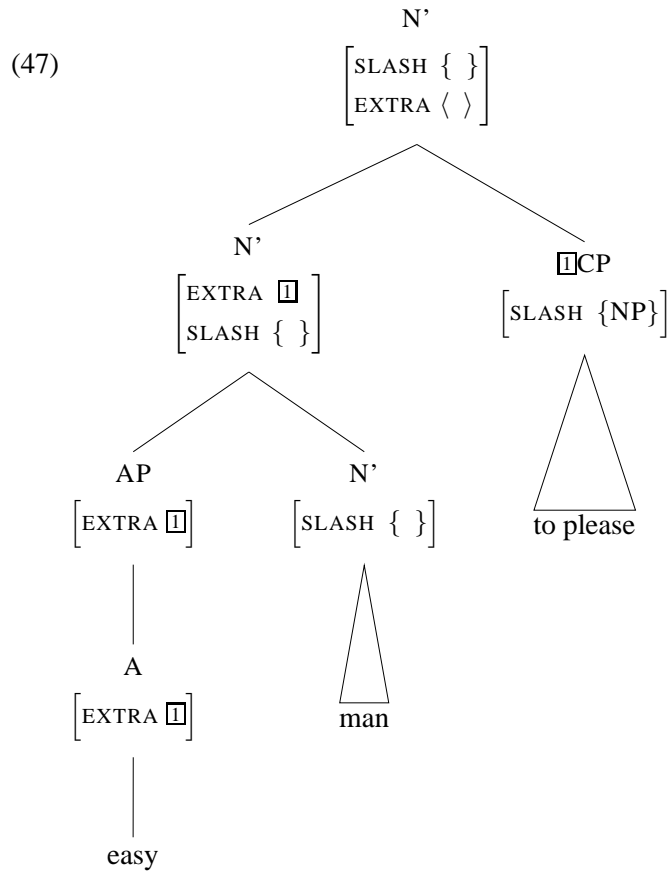 (47)
N’
[SLASH { }]
[EXTRA ⟨ ⟩]
N’
[EXTRA 1]
[SLASH { }]
1CP
[SLASH {NP}]
AP
[EXTRA 1]
N’
[SLASH { }]
to please
A
[EXTRA 1]
man
easy